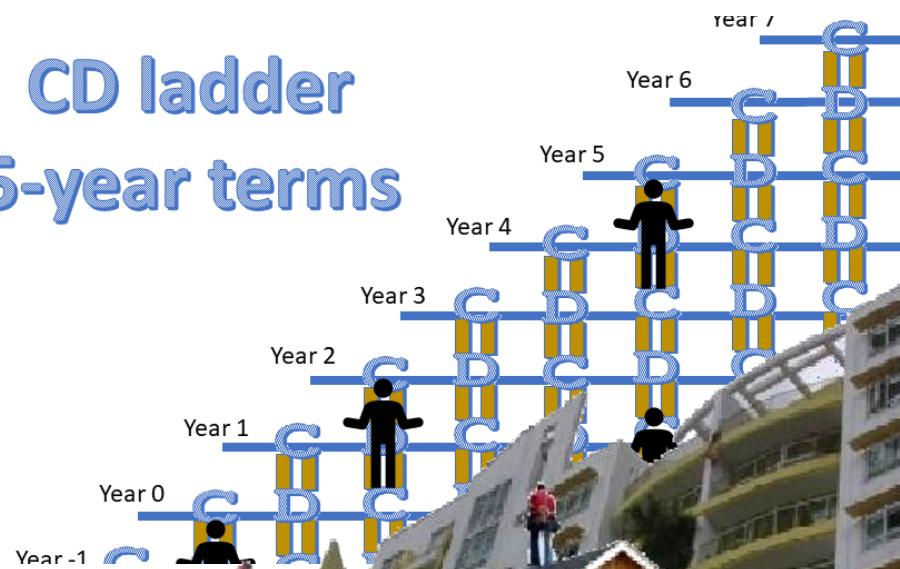 Year 7
CD ladder
Year 6
Year 5
5-year terms
Year 4
Year 3
Year 2
Year 1
Year 0
Year -1